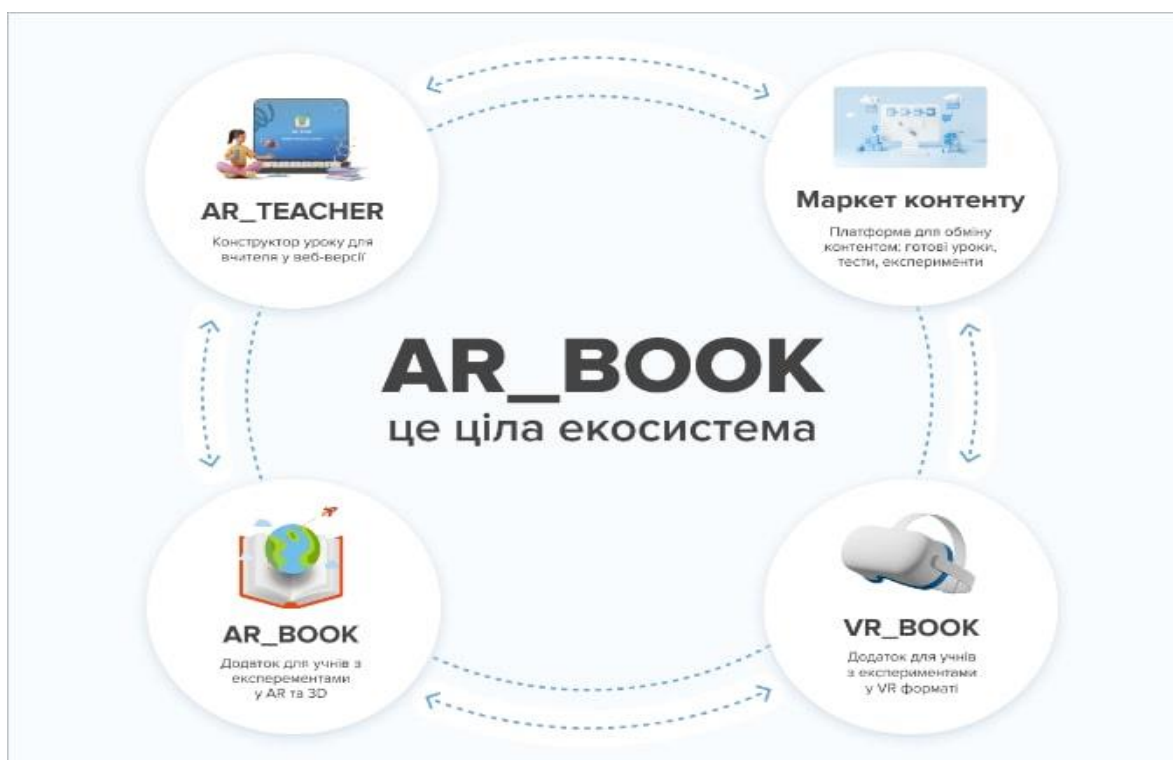 AR_TEACHER
Конструктор уроку для
вчителя у веб-версії
Маркет контенту
Платформа для обміну
контентом: готові уроки,
тести, експерименти
AR_BOOK
це ціла екосистема
AR_BOOK
Додаток для учнів з
експерементами
у AR та 3D
VR_BOOK
Додаток для учнів
з експериментами
у VR форматі